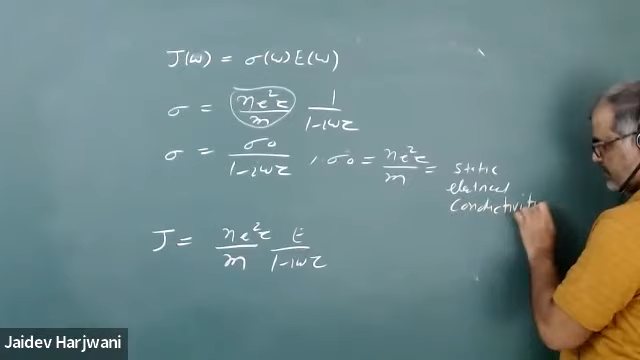 J(ω) = σ(ω)E(ω)
σ = ne²τ/m 1/1-iωτ
σ = σ₀/1-iωτ , σ₀ = ne²τ/m = static
electrical
conductivity
J = ne²τ/m E/1-iωτ
Jaidev Harjwani